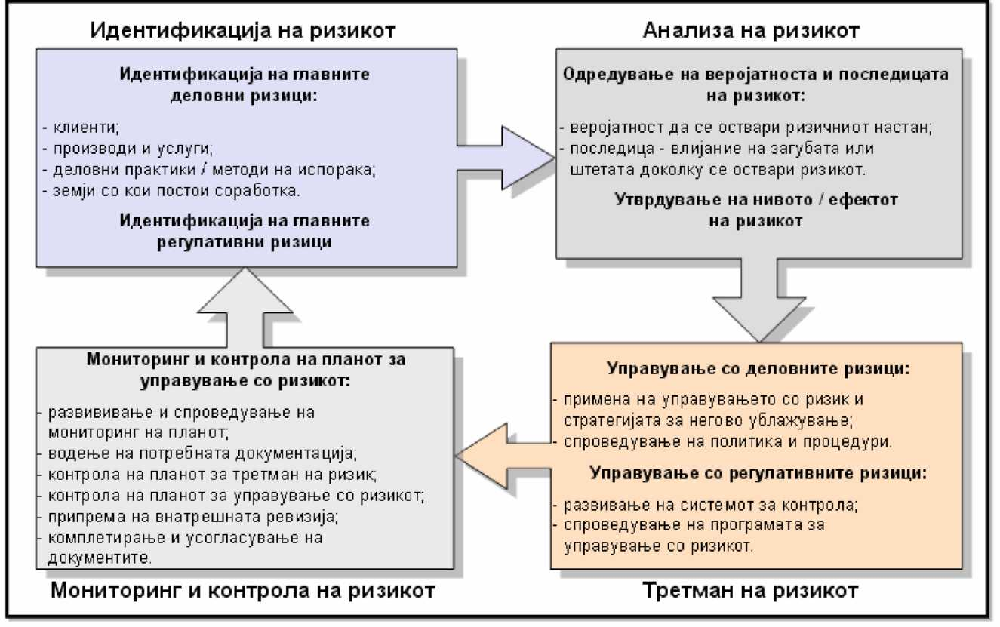 Идентификација на ризикот
Идентификација на главните
деловни ризици:
- клиенти;
- производи и услуги;
- деловни практики / методи на испорака;
- земји со кои постои соработка.
Идентификација на главните
регулативни ризици
Анализа на ризикот
Одредување на веројатноста и последицата
на ризикот:
- веројатност да се оствари ризичниот настан;
- последица - влијание на загубата или
штетата доколку се оствари ризикот.
Утврдување на нивото / ефектот
на ризикот
Управување со деловните ризици:
- примена на управувањето со ризик и
стратегијата за негово ублажување;
- спроведување на политика и процедури.
Управување со регулативните ризици:
- развивање на системот за контрола;
- спроведување на програмата за
управување со ризикот.
Третман на ризикот
Мониторинг и контрола на планот за
управување со ризикот:
- развививање и спроведување на
мониторинг на планот;
- водење на потребната документација;
- контрола на планот за третман на ризик;
- контрола на планот за управување со ризикот;
- припрема на внатрешната ревизија;
- комплетирање и усогласување на
документите.
Мониторинг и контрола на ризикот